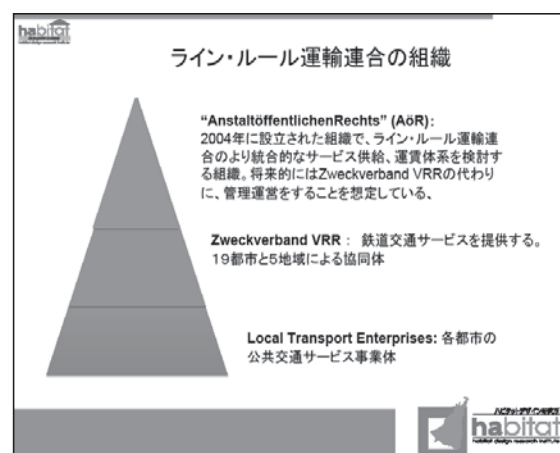 habitat
ライン・ルール運輸連合の組織
“AnstaltöffentlichenRechts” (AöR):
2004年に設立された組織で、ライン・ルール運輸連
合のより統合的なサービス供給、運賃体系を検討す
る組織。将来的にはZweckverband VRRの代わり
に、管理運営をすることを想定している、
Zweckverband VRR： 鉄道交通サービスを提供する。
19都市と5地域による協同体
Local Transport Enterprises: 各都市の
公共交通サービス事業体
habitat
habitat design research institute